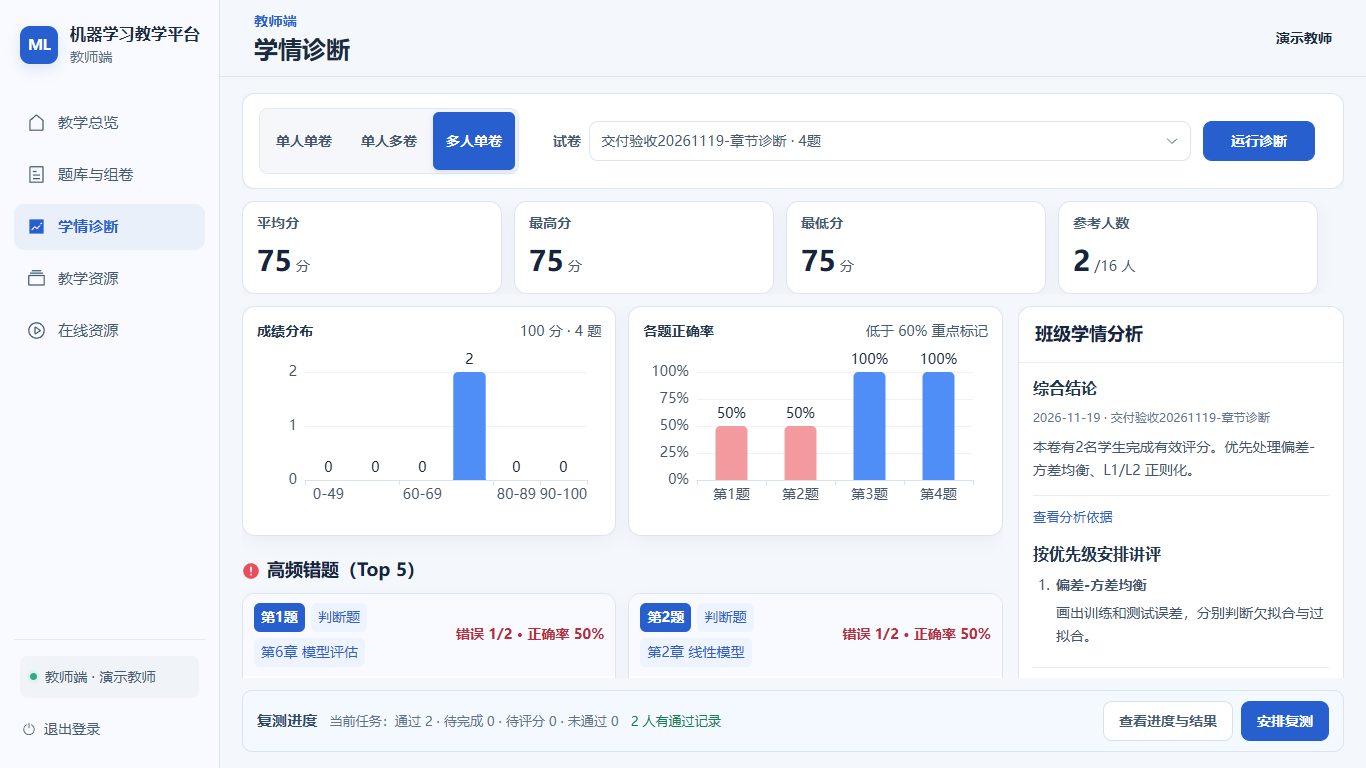 ML
机器学习教学平台
教师端
教学总览
题库与组卷
学情诊断
教学资源
在线资源
教师端 · 演示教师
退出登录
教师端
学情诊断
演示教师
单人单卷
单人多卷
多人单卷
试卷
交付验收20261119-章节诊断 · 4题
运行诊断
平均分
75 分
最高分
75 分
最低分
75 分
参考人数
2 /16 人
成绩分布
100 分 · 4 题
2
1
0
0
0
0
2
0
0
0-49
60-69
80-89
90-100
各题正确率
低于 60% 重点标记
100%
75%
50%
25%
0%
50%
50%
100%
100%
第1题
第2题
第3题
第4题
高频错题（Top 5）
第1题
判断题
第6章 模型评估
错误 1/2 • 正确率 50%
第2题
判断题
第2章 线性模型
错误 1/2 • 正确率 50%
班级学情分析
综合结论
2026-11-19 · 交付验收20261119-章节诊断
本卷有2名学生完成有效评分。优先处理偏差-
方差均衡、L1/L2 正则化。
查看分析依据
按优先级安排讲评
1. 偏差-方差均衡
画出训练和测试误差，分别判断欠拟合与过
拟合。
复测进度
当前任务：通过 2 · 待完成 0 · 待评分 0 · 未通过 0
2 人有通过记录
查看进度与结果
安排复测